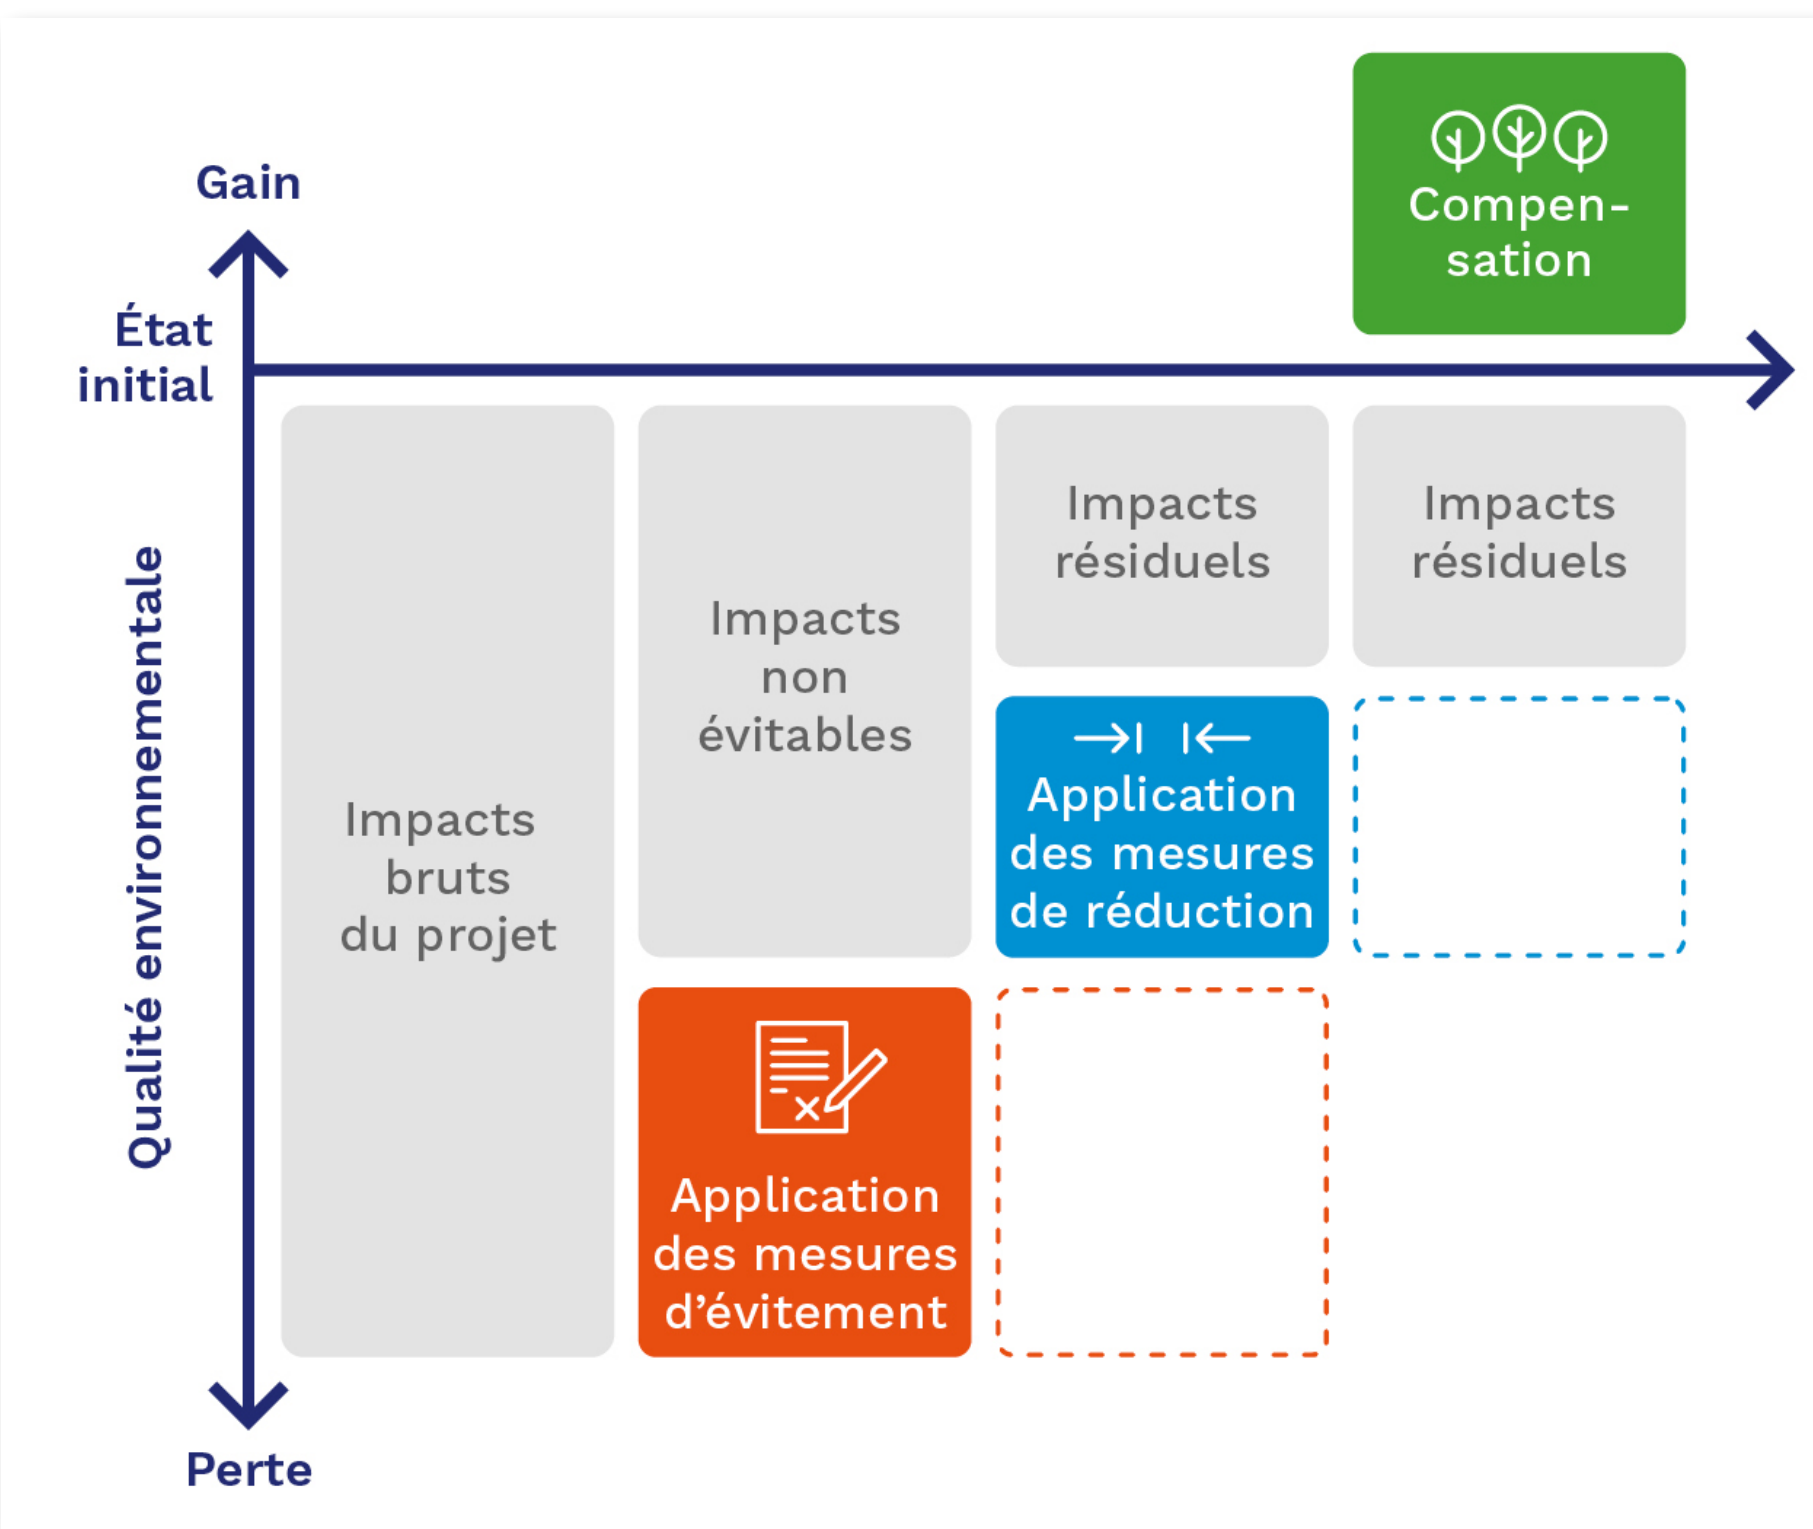 Gain
État
initial
Qualité environnementale
Perte
Impacts
bruts
du projet
Impacts
non
évitables
Application
des mesures
d’évitement
Impacts
résiduels
Application
des mesures
de réduction
Compen-
sation
Impacts
résiduels